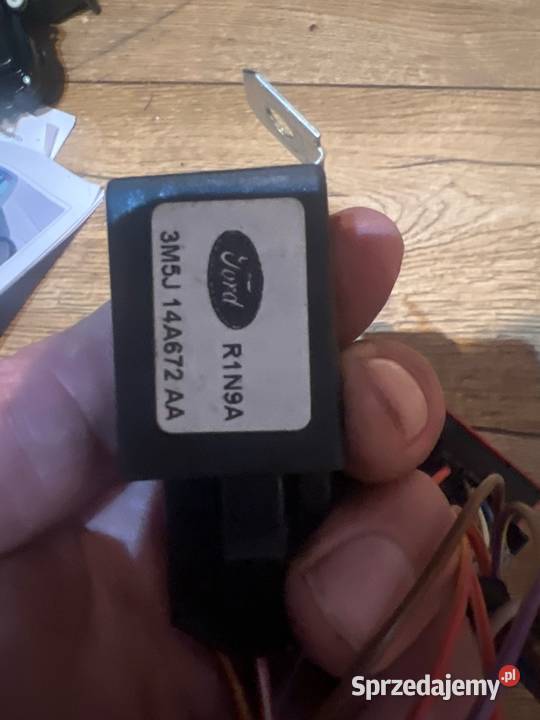 Ford
R1N9A
3M5J 14A672 AA
Sprzedajemy.pl